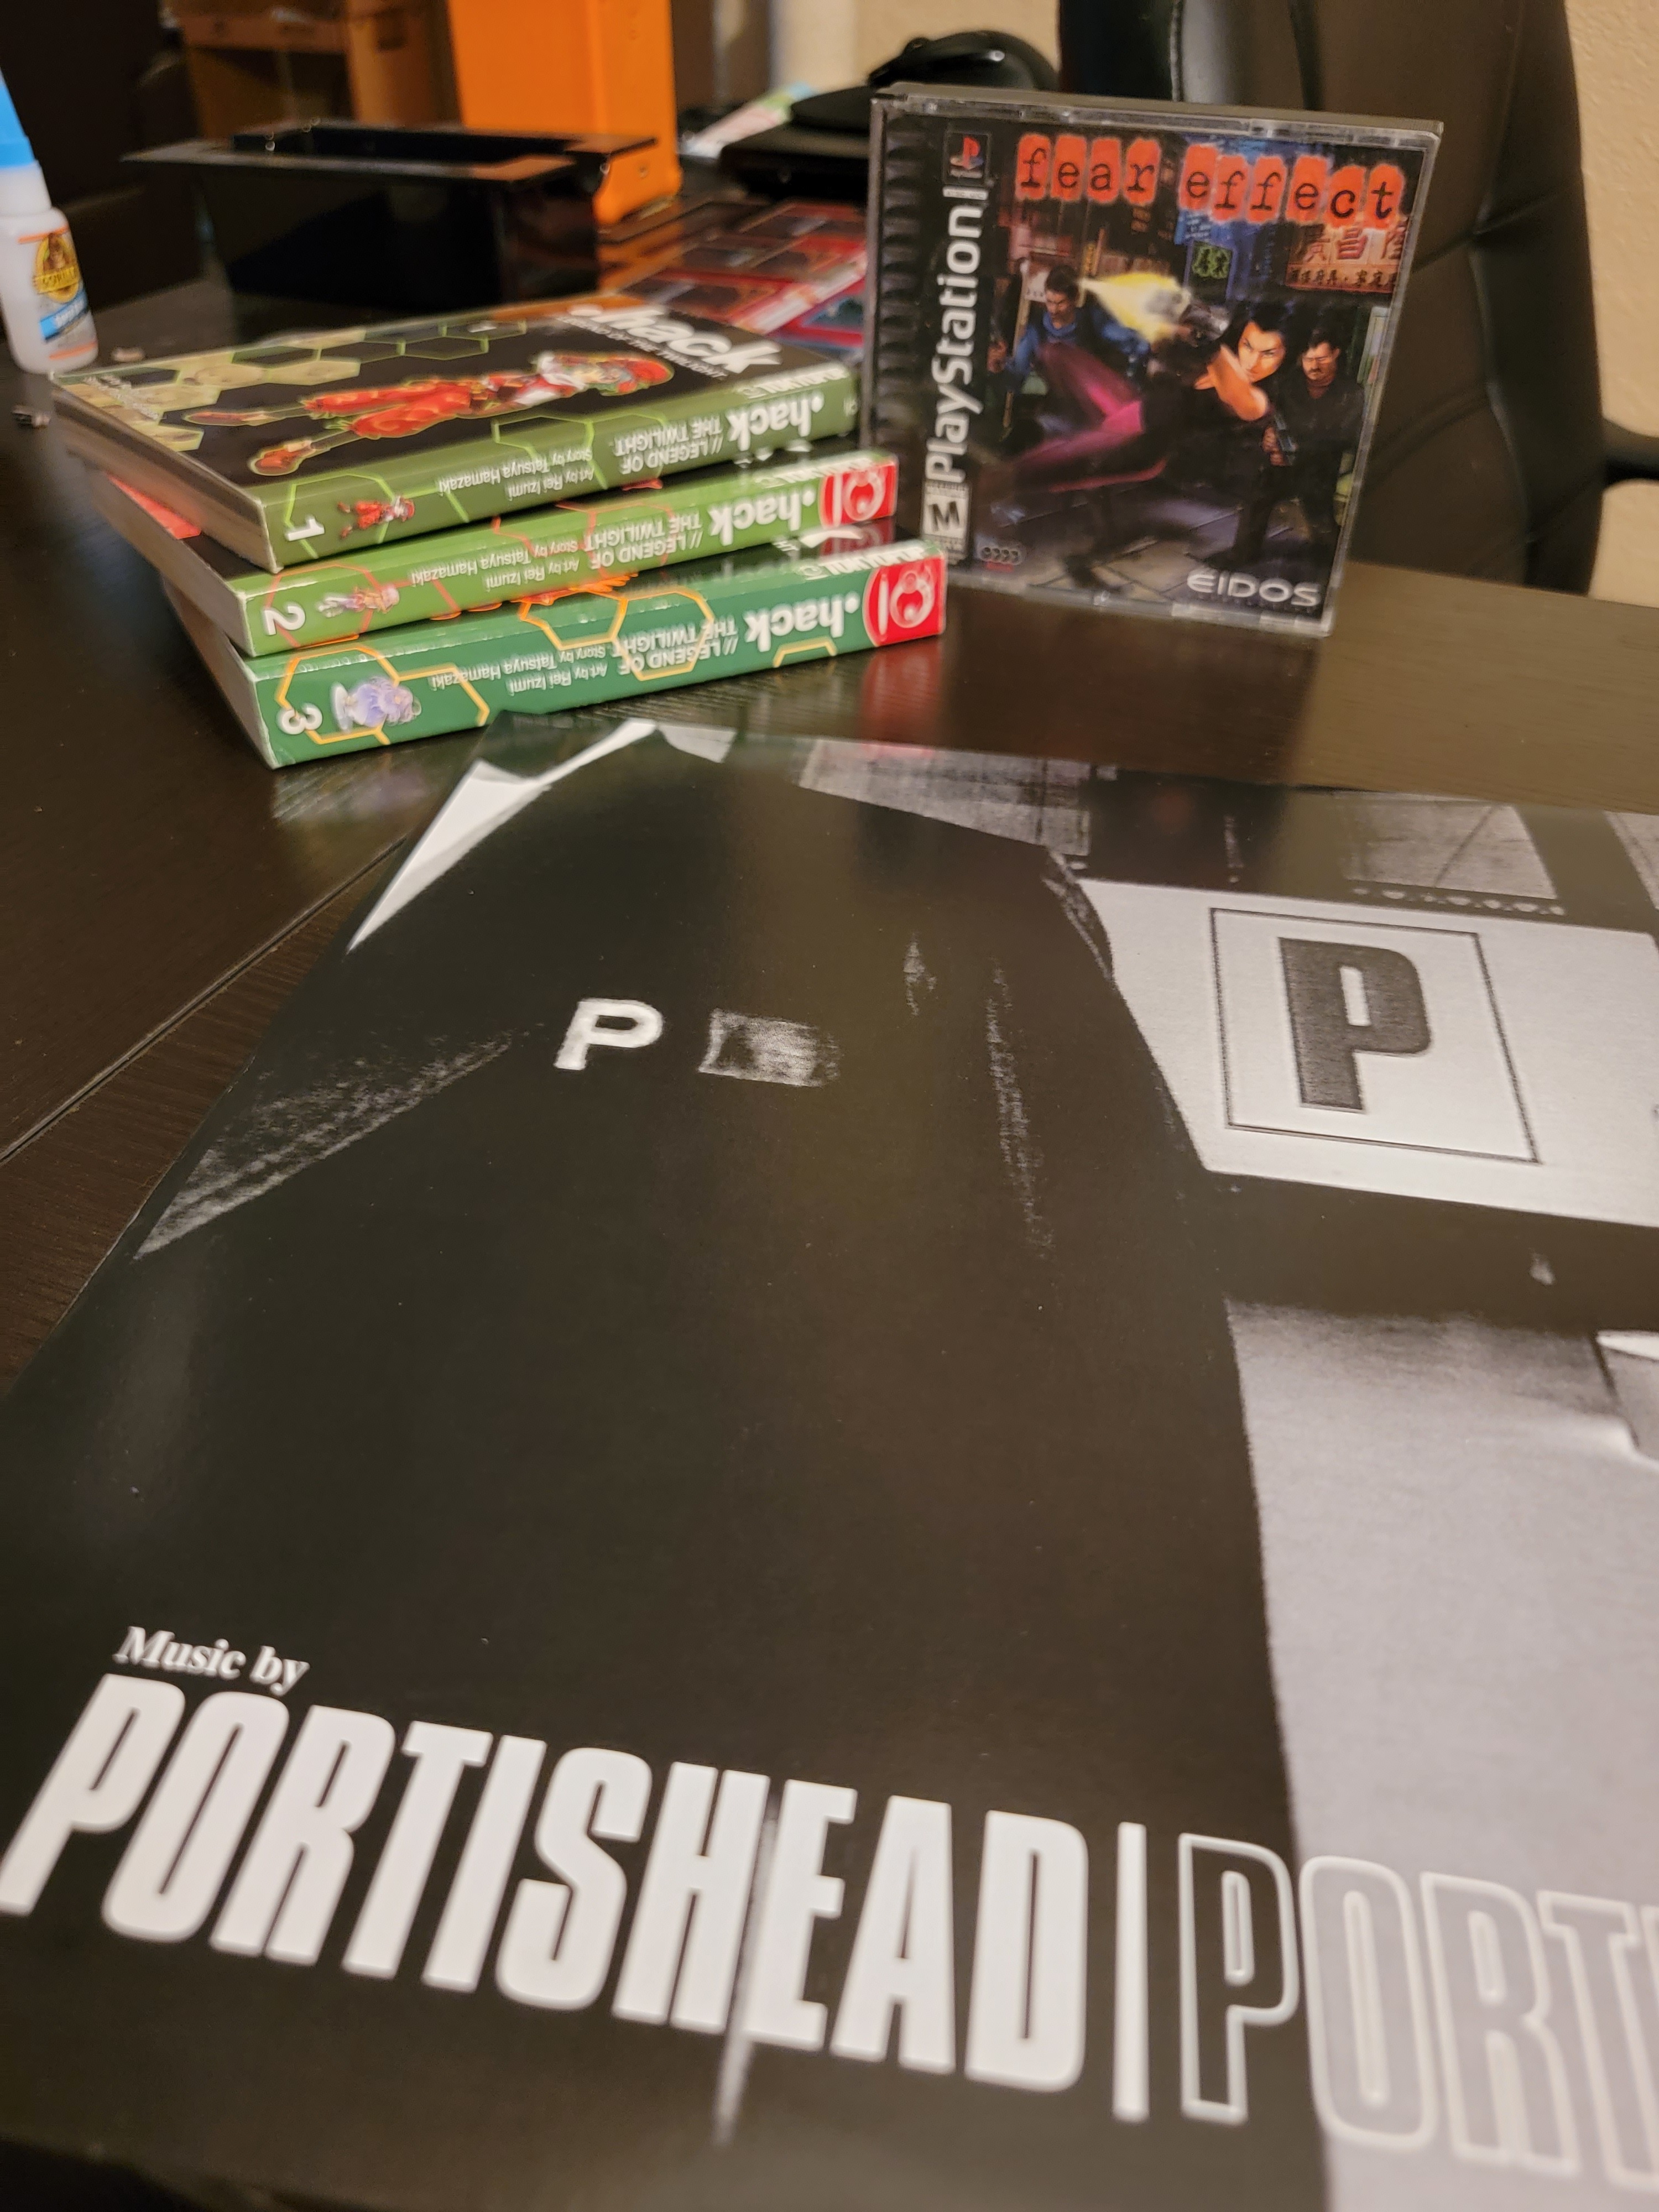 fear effect
PlayStation
M
EIDOS
.hack
.hack
// LEGEND OF
THE TWILIGHT
Story by Tatsuya Hamazaki
Art by Rei Izumi
1
.hack
// LEGEND OF
THE TWILIGHT
Story by Tatsuya Hamazaki
Art by Rei Izumi
2
.hack
// LEGEND OF
THE TWILIGHT
Story by Tatsuya Hamazaki
Art by Rei Izumi
3
P
P
Music by
PORTISHEAD|PORTI